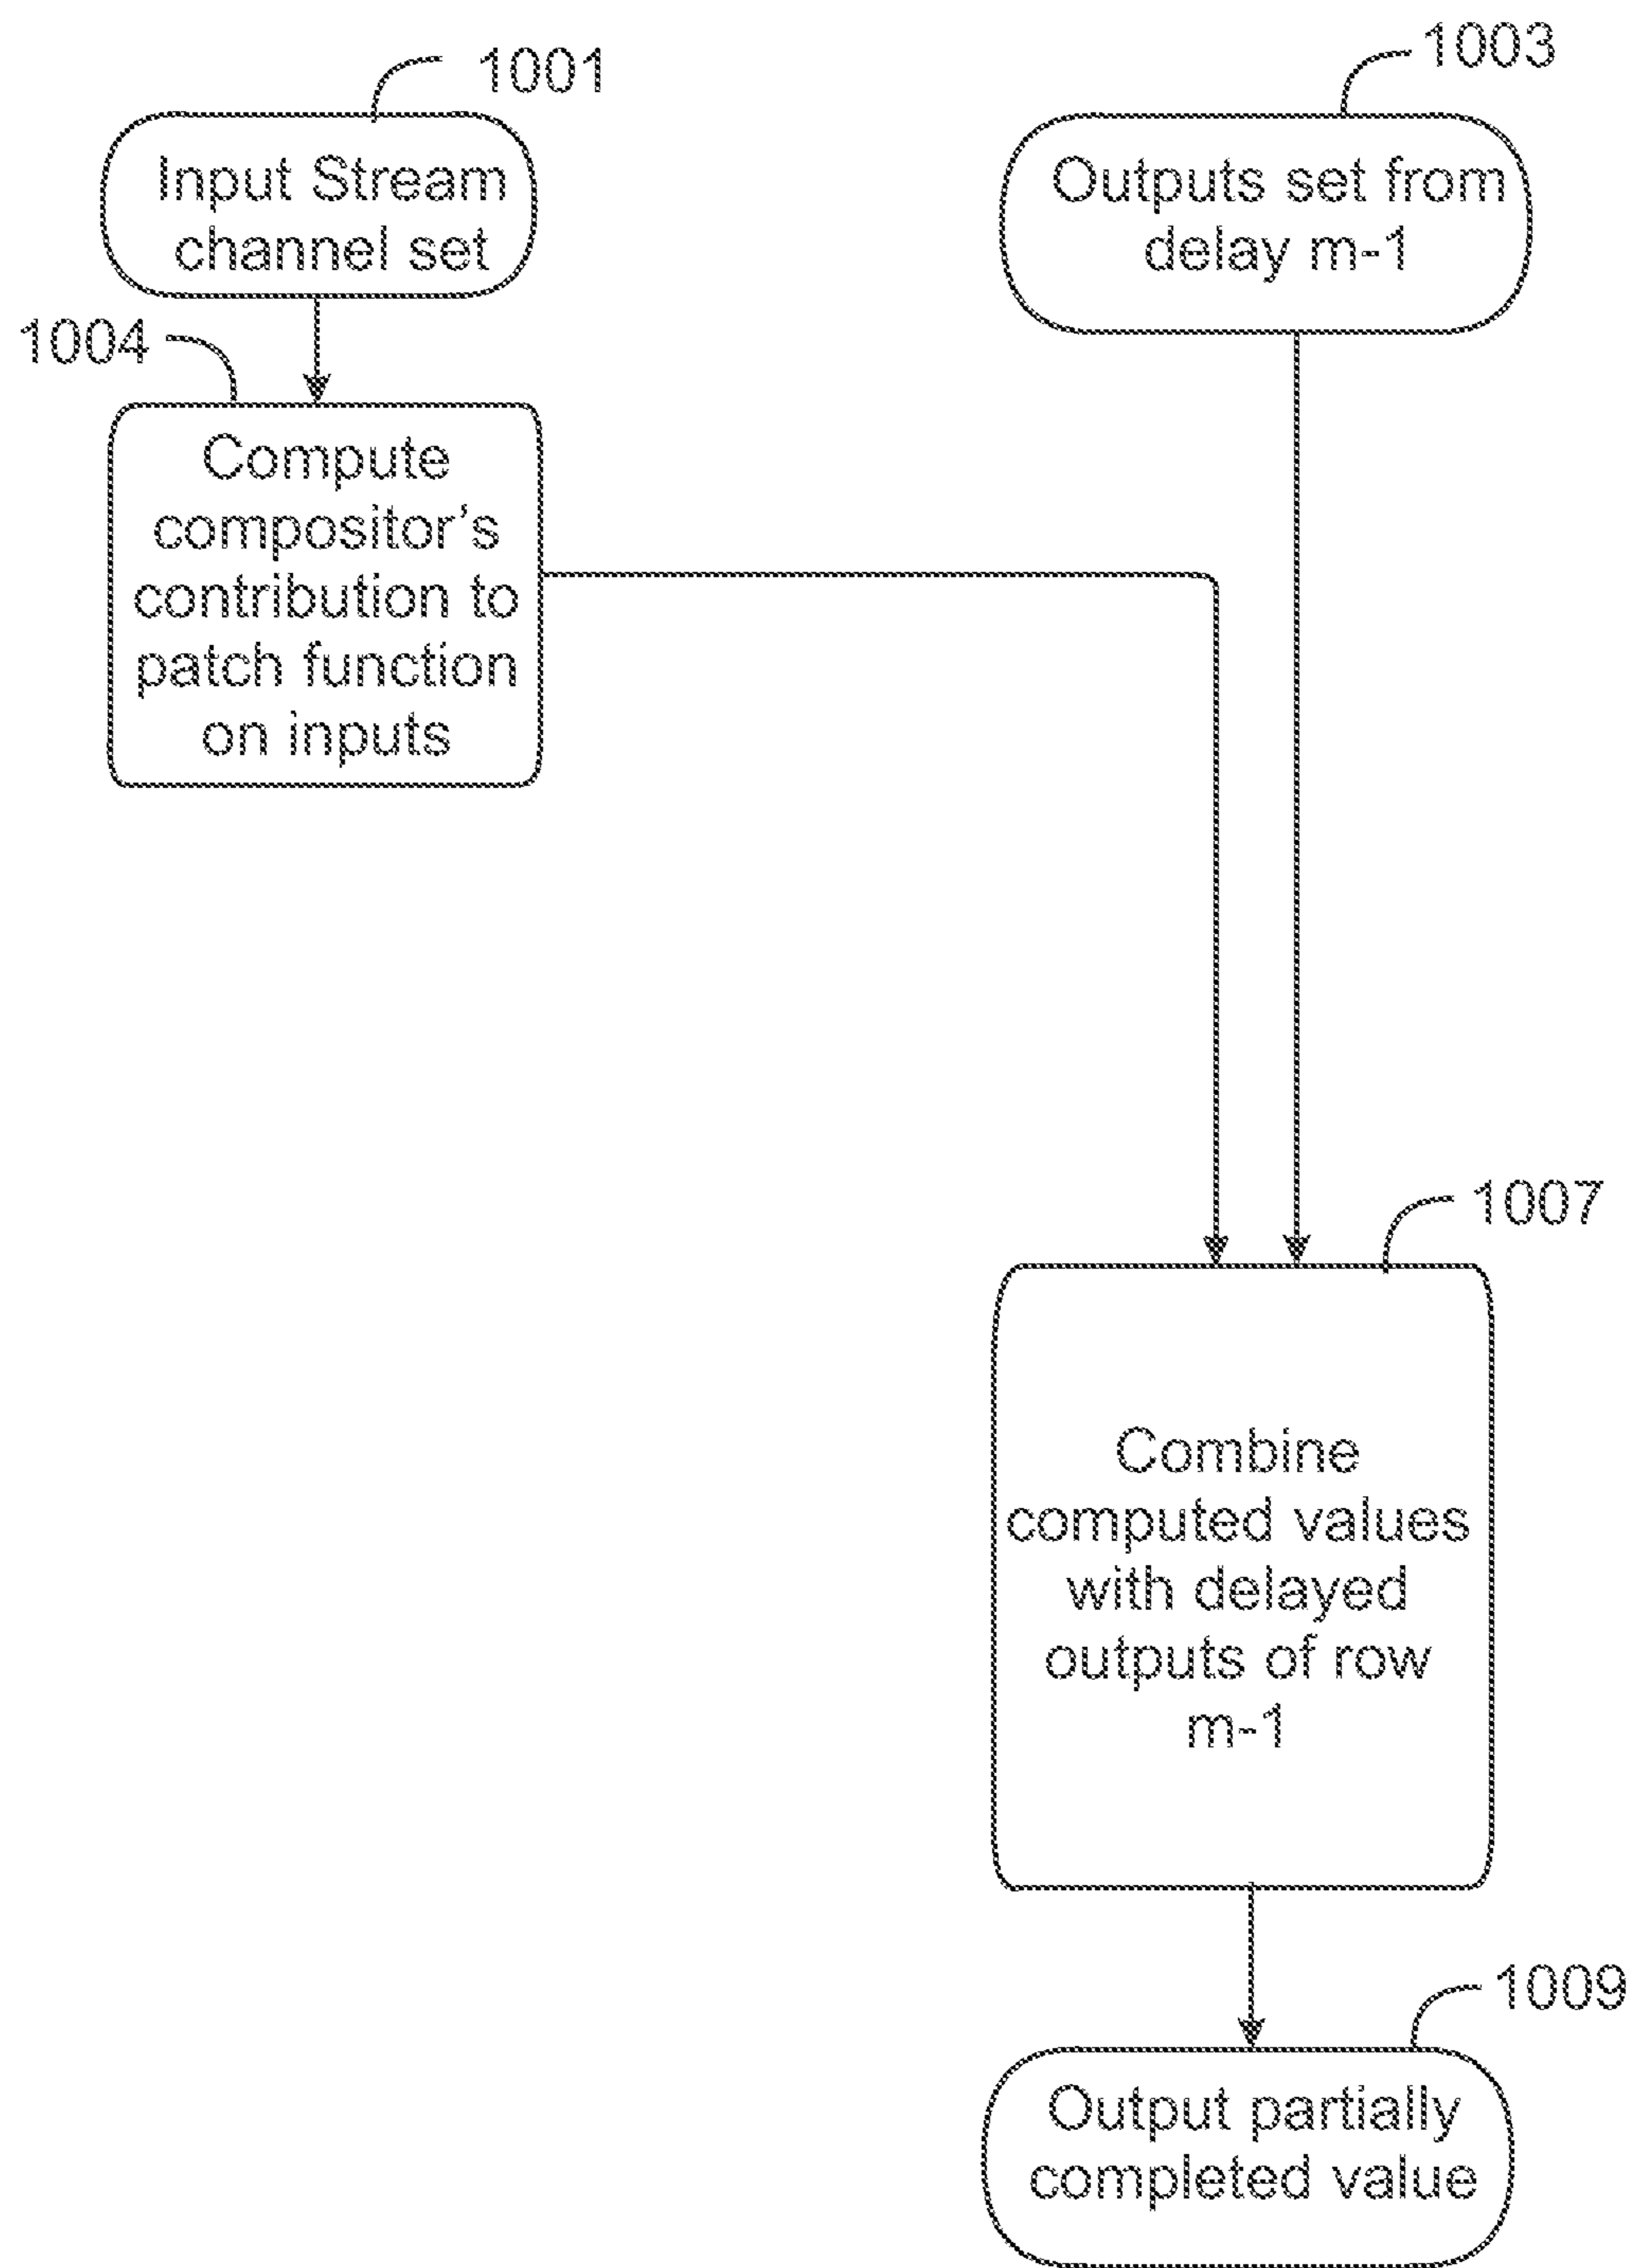 1001
Input Stream
channel set
1003
Outputs set from
delay m-1
1004
Compute
compositor's
contribution to
patch function
on inputs
1007
Combine
computed values
with delayed
outputs of row
m-1
1009
Output partially
completed value